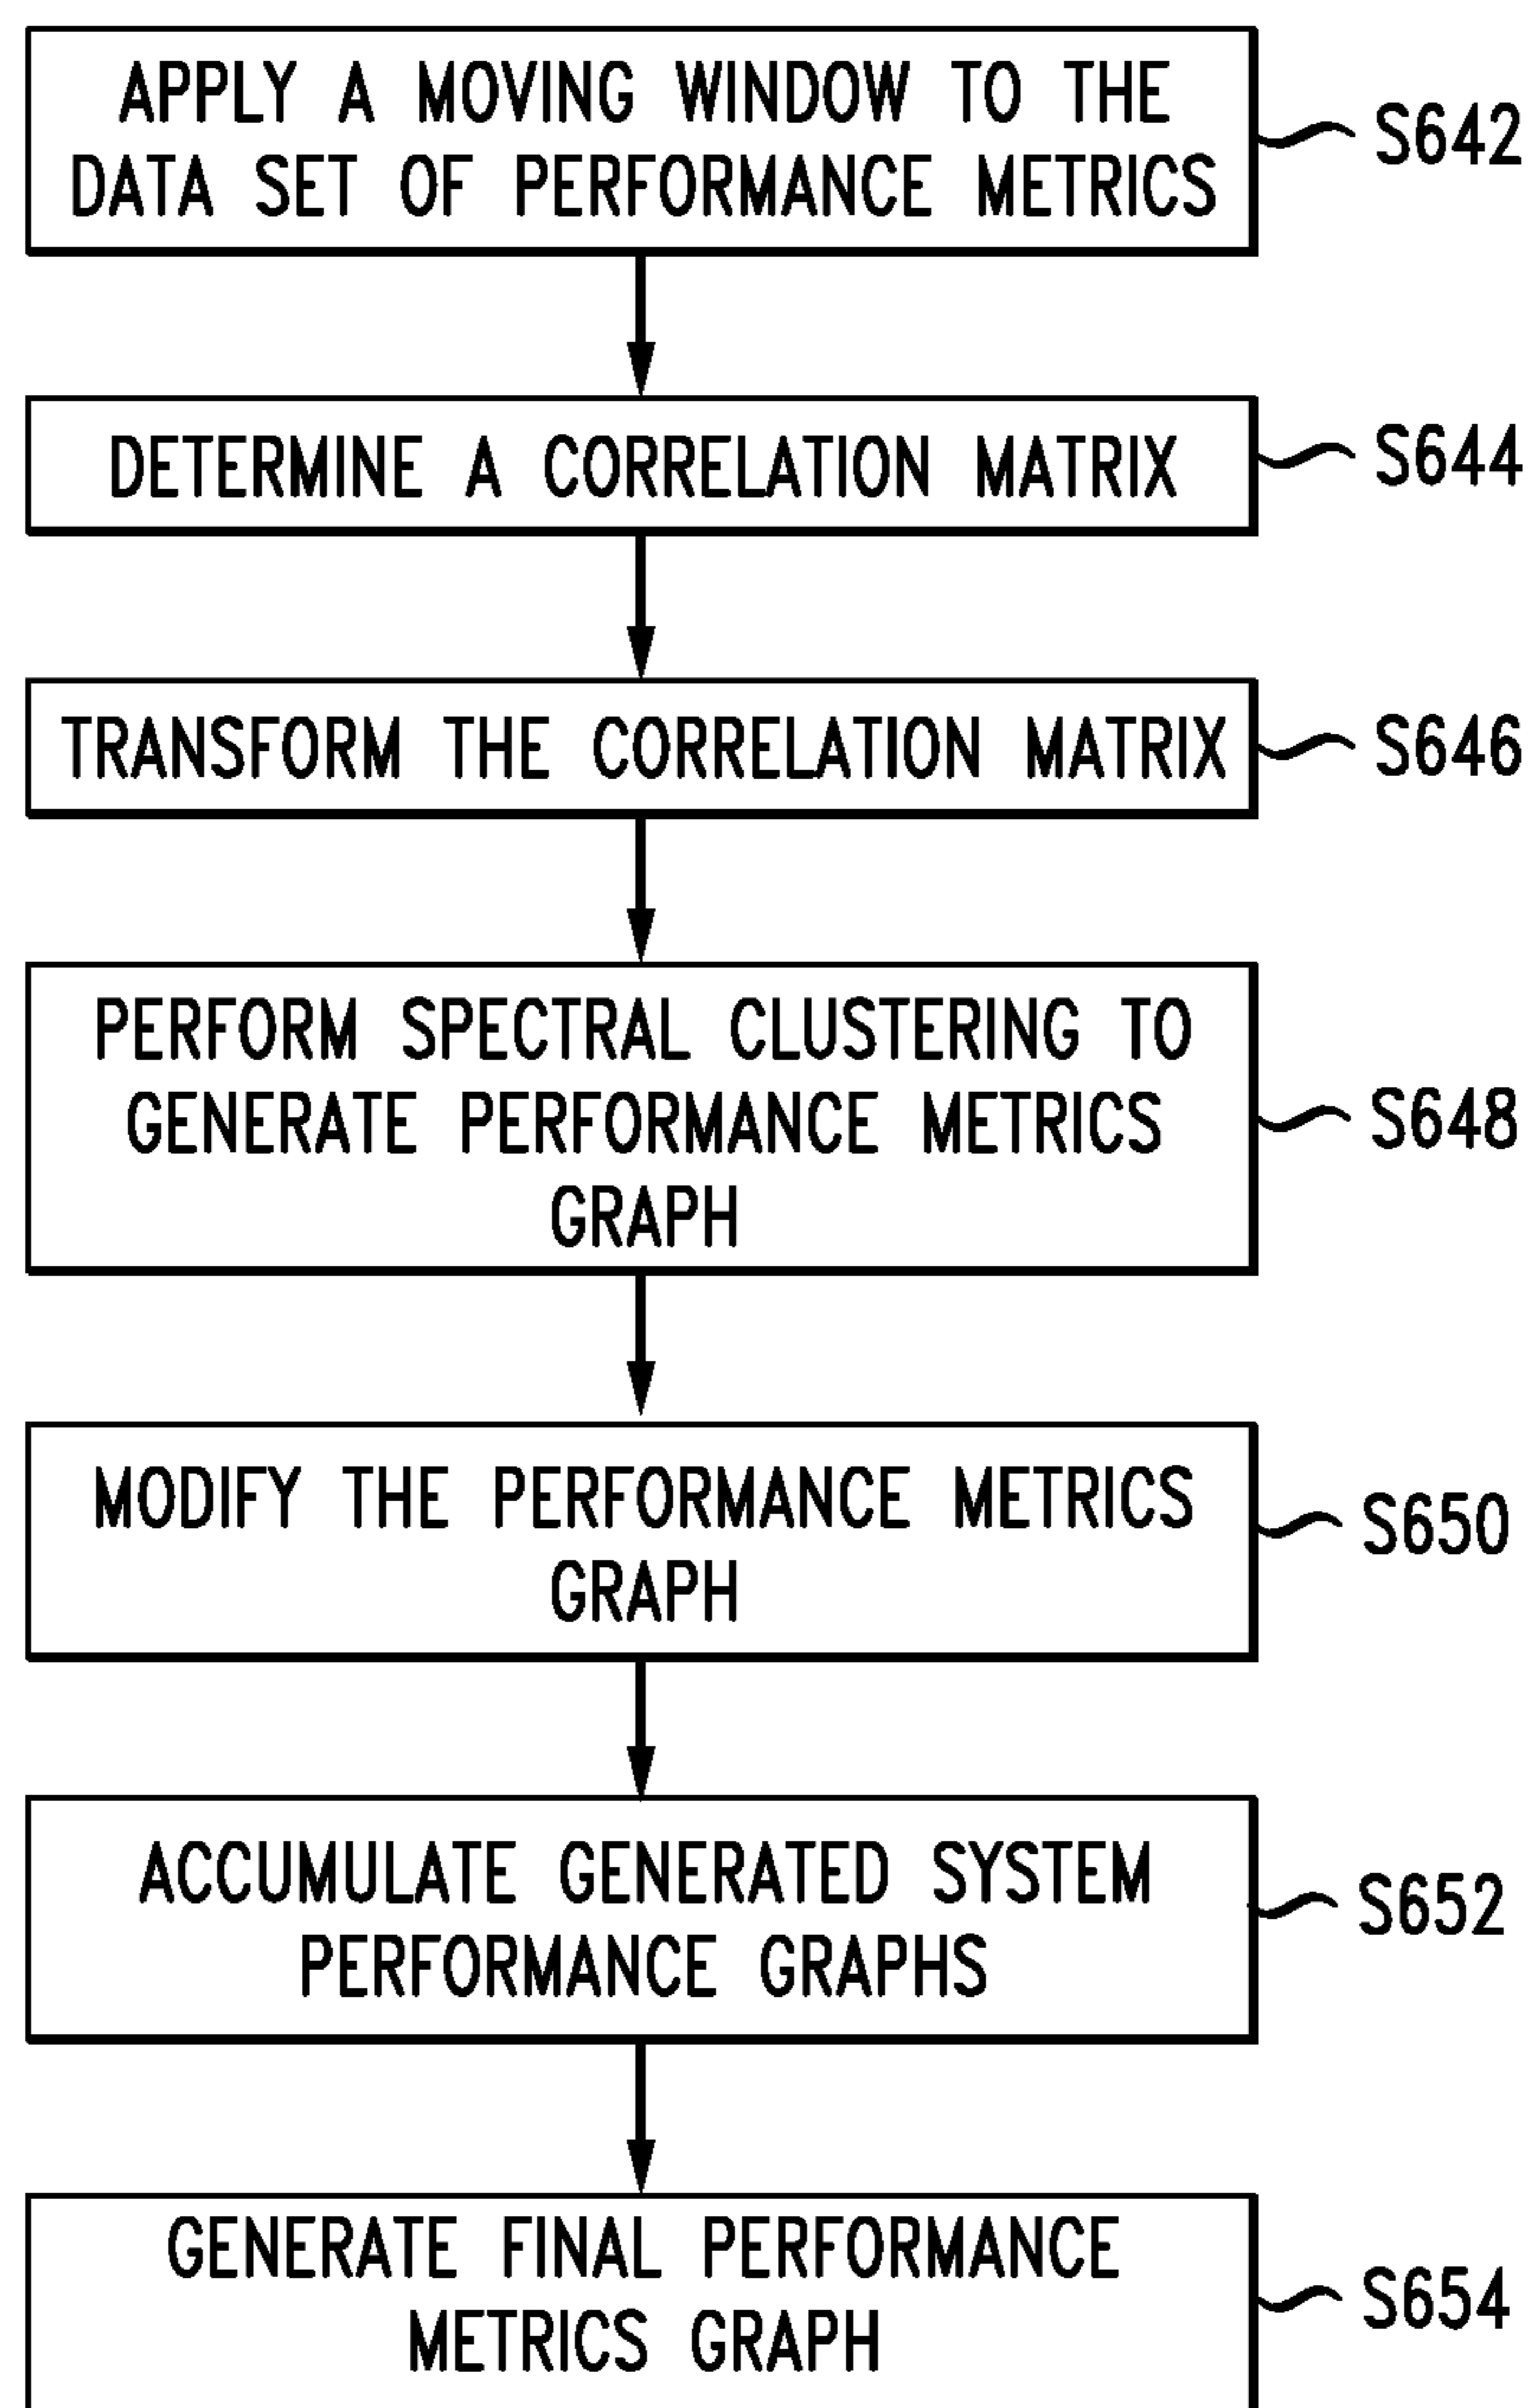 APPLY A MOVING WINDOW TO THE
DATA SET OF PERFORMANCE METRICS
S642
DETERMINE A CORRELATION MATRIX
S644
TRANSFORM THE CORRELATION MATRIX
S646
PERFORM SPECTRAL CLUSTERING TO
GENERATE PERFORMANCE METRICS
GRAPH
S648
MODIFY THE PERFORMANCE METRICS
GRAPH
S650
ACCUMULATE GENERATED SYSTEM
PERFORMANCE GRAPHS
S652
GENERATE FINAL PERFORMANCE
METRICS GRAPH
S654